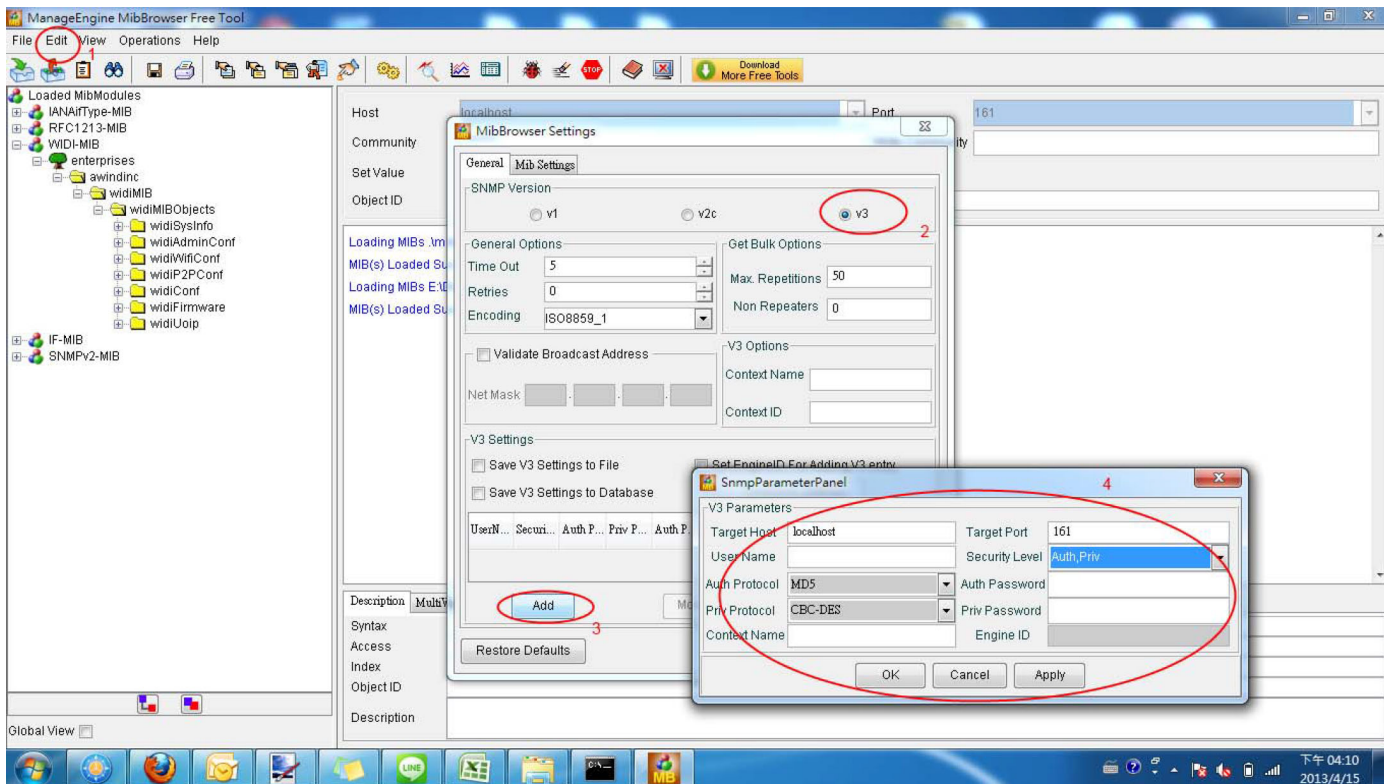 ManageEngine MibBrowser Free Tool
File Edit View Operations Help
1
STOP
Download
More Free Tools
Loaded MibModules
IANAifType-MIB
RFC1213-MIB
WIDI-MIB
enterprises
awindinc
widiMIB
widiMIBObjects
widiSysInfo
widiAdminConf
widiWifiConf
widiP2PConf
widiConf
widiFirmware
widiUoip
IF-MIB
SNMPv2-MIB
Global View
Host localhost Port 161
Community
Set Value
Object ID
Loading MIBs .\m
MIB(s) Loaded Su
Loading MIBs E:\D
MIB(s) Loaded Su
MibBrowser Settings
General Mib Settings
SNMP Version
v1 v2c v3
2
General Options
Time Out 5
Retries 0
Encoding ISO8859_1
Get Bulk Options
Max. Repetitions 50
Non Repeaters 0
Validate Broadcast Address
Net Mask . . .
V3 Options
Context Name
Context ID
V3 Settings
Save V3 Settings to File Set EngineID For Adding V3 entry
Save V3 Settings to Database
UserN... Securi... Auth P... Priv P... Auth P...
Add
3
Restore Defaults
SnmpParameterPanel
4
V3 Parameters
Target Host localhost Target Port 161
User Name Security Level Auth,Priv
Auth Protocol MD5 Auth Password
Priv Protocol CBC-DES Priv Password
Context Name Engine ID
OK Cancel Apply
Description
Syntax
Access
Index
Object ID
Description
LINE
MB
下午 04:10
2013/4/15